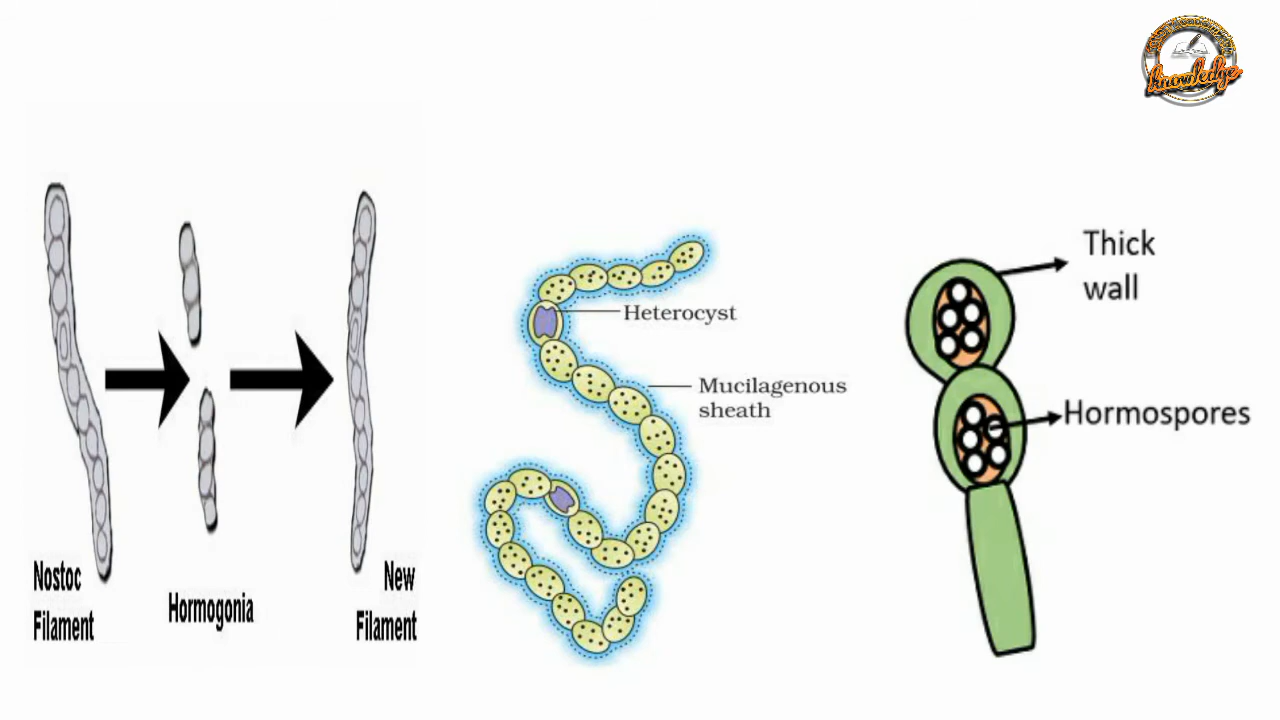 knowledge
Nostoc
Filament
Hormogonia
New
Filament
Heterocyst
Mucilagenous
sheath
Thick
wall
Hormospores